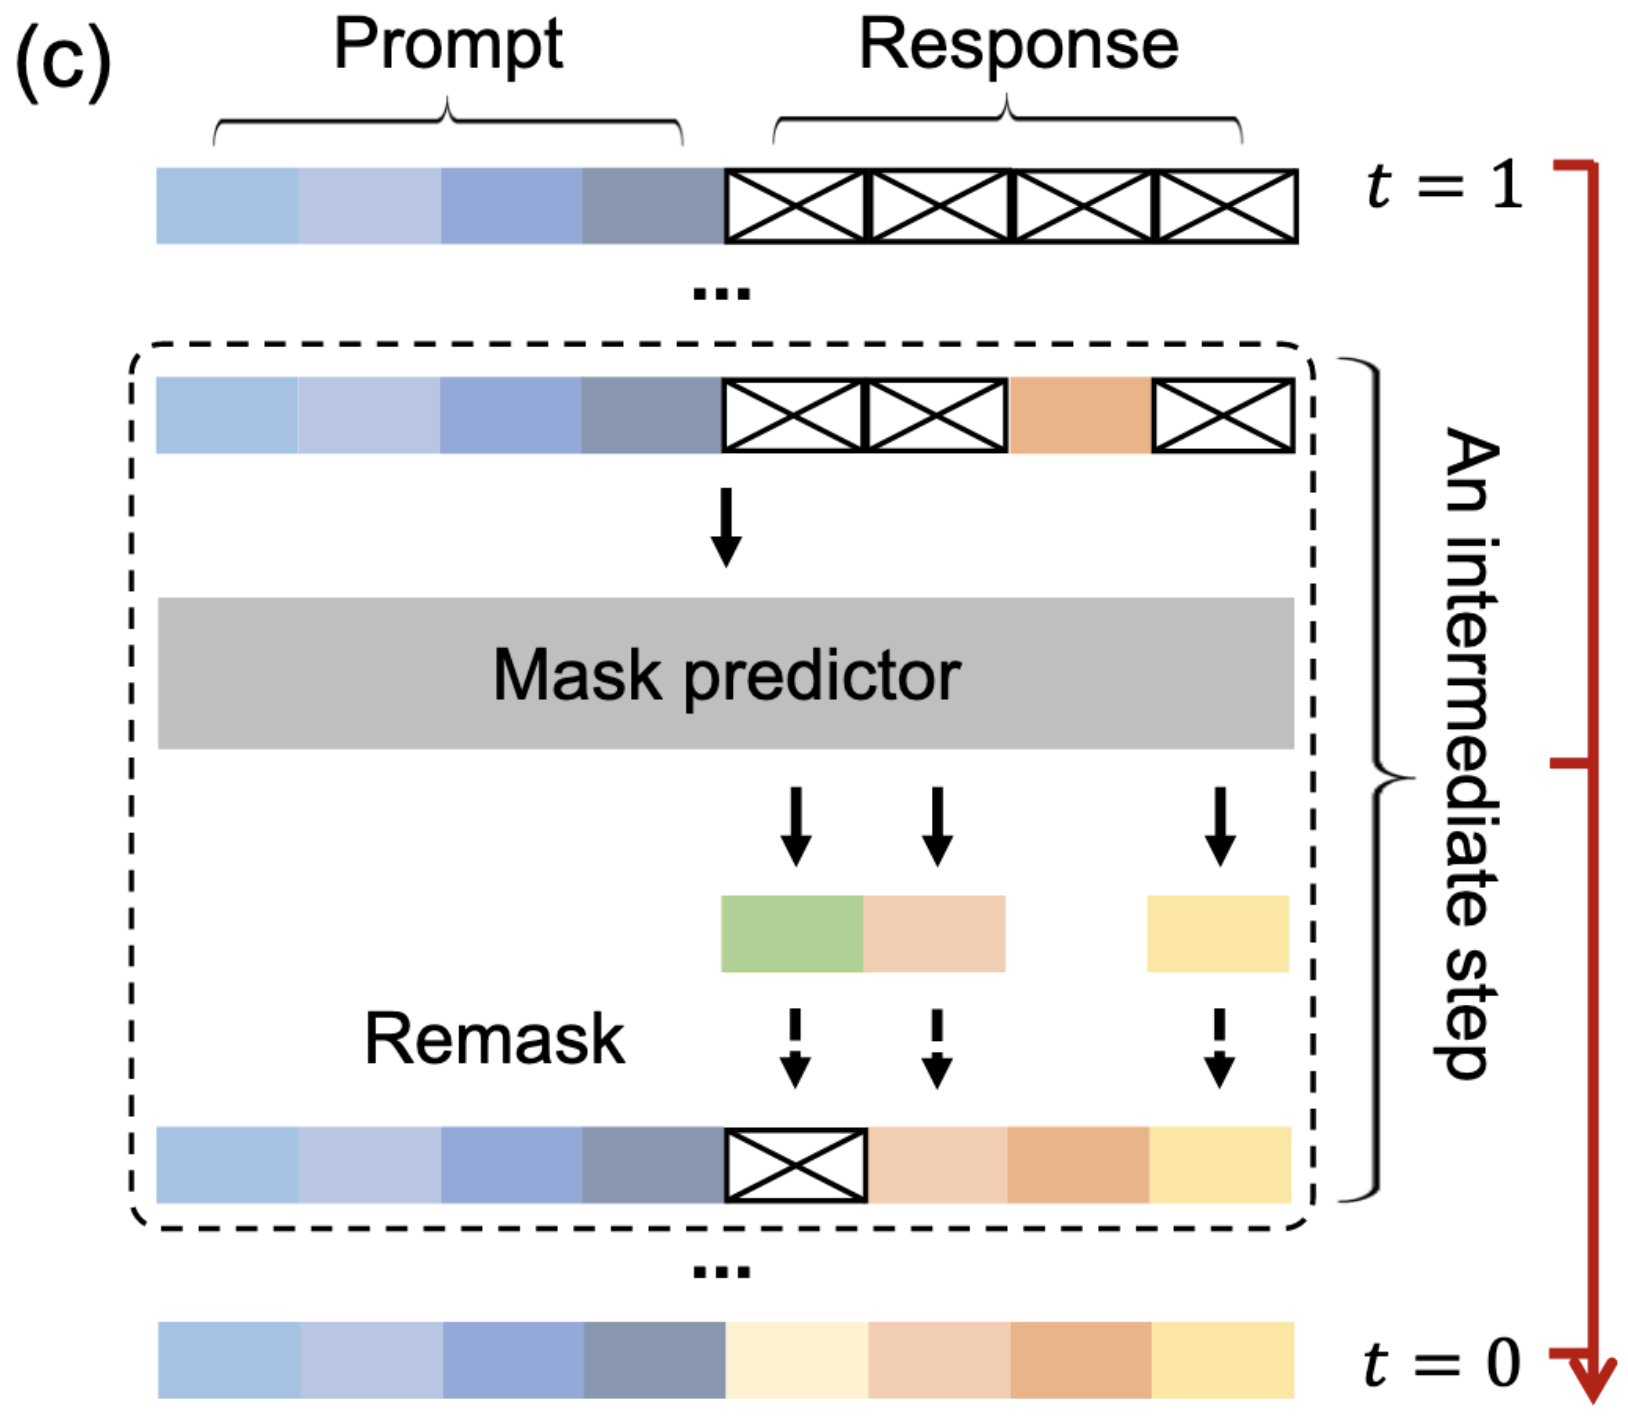 (c)
Prompt
Response
t = 1
...
Mask predictor
An intermediate step
Remask
...
t = 0